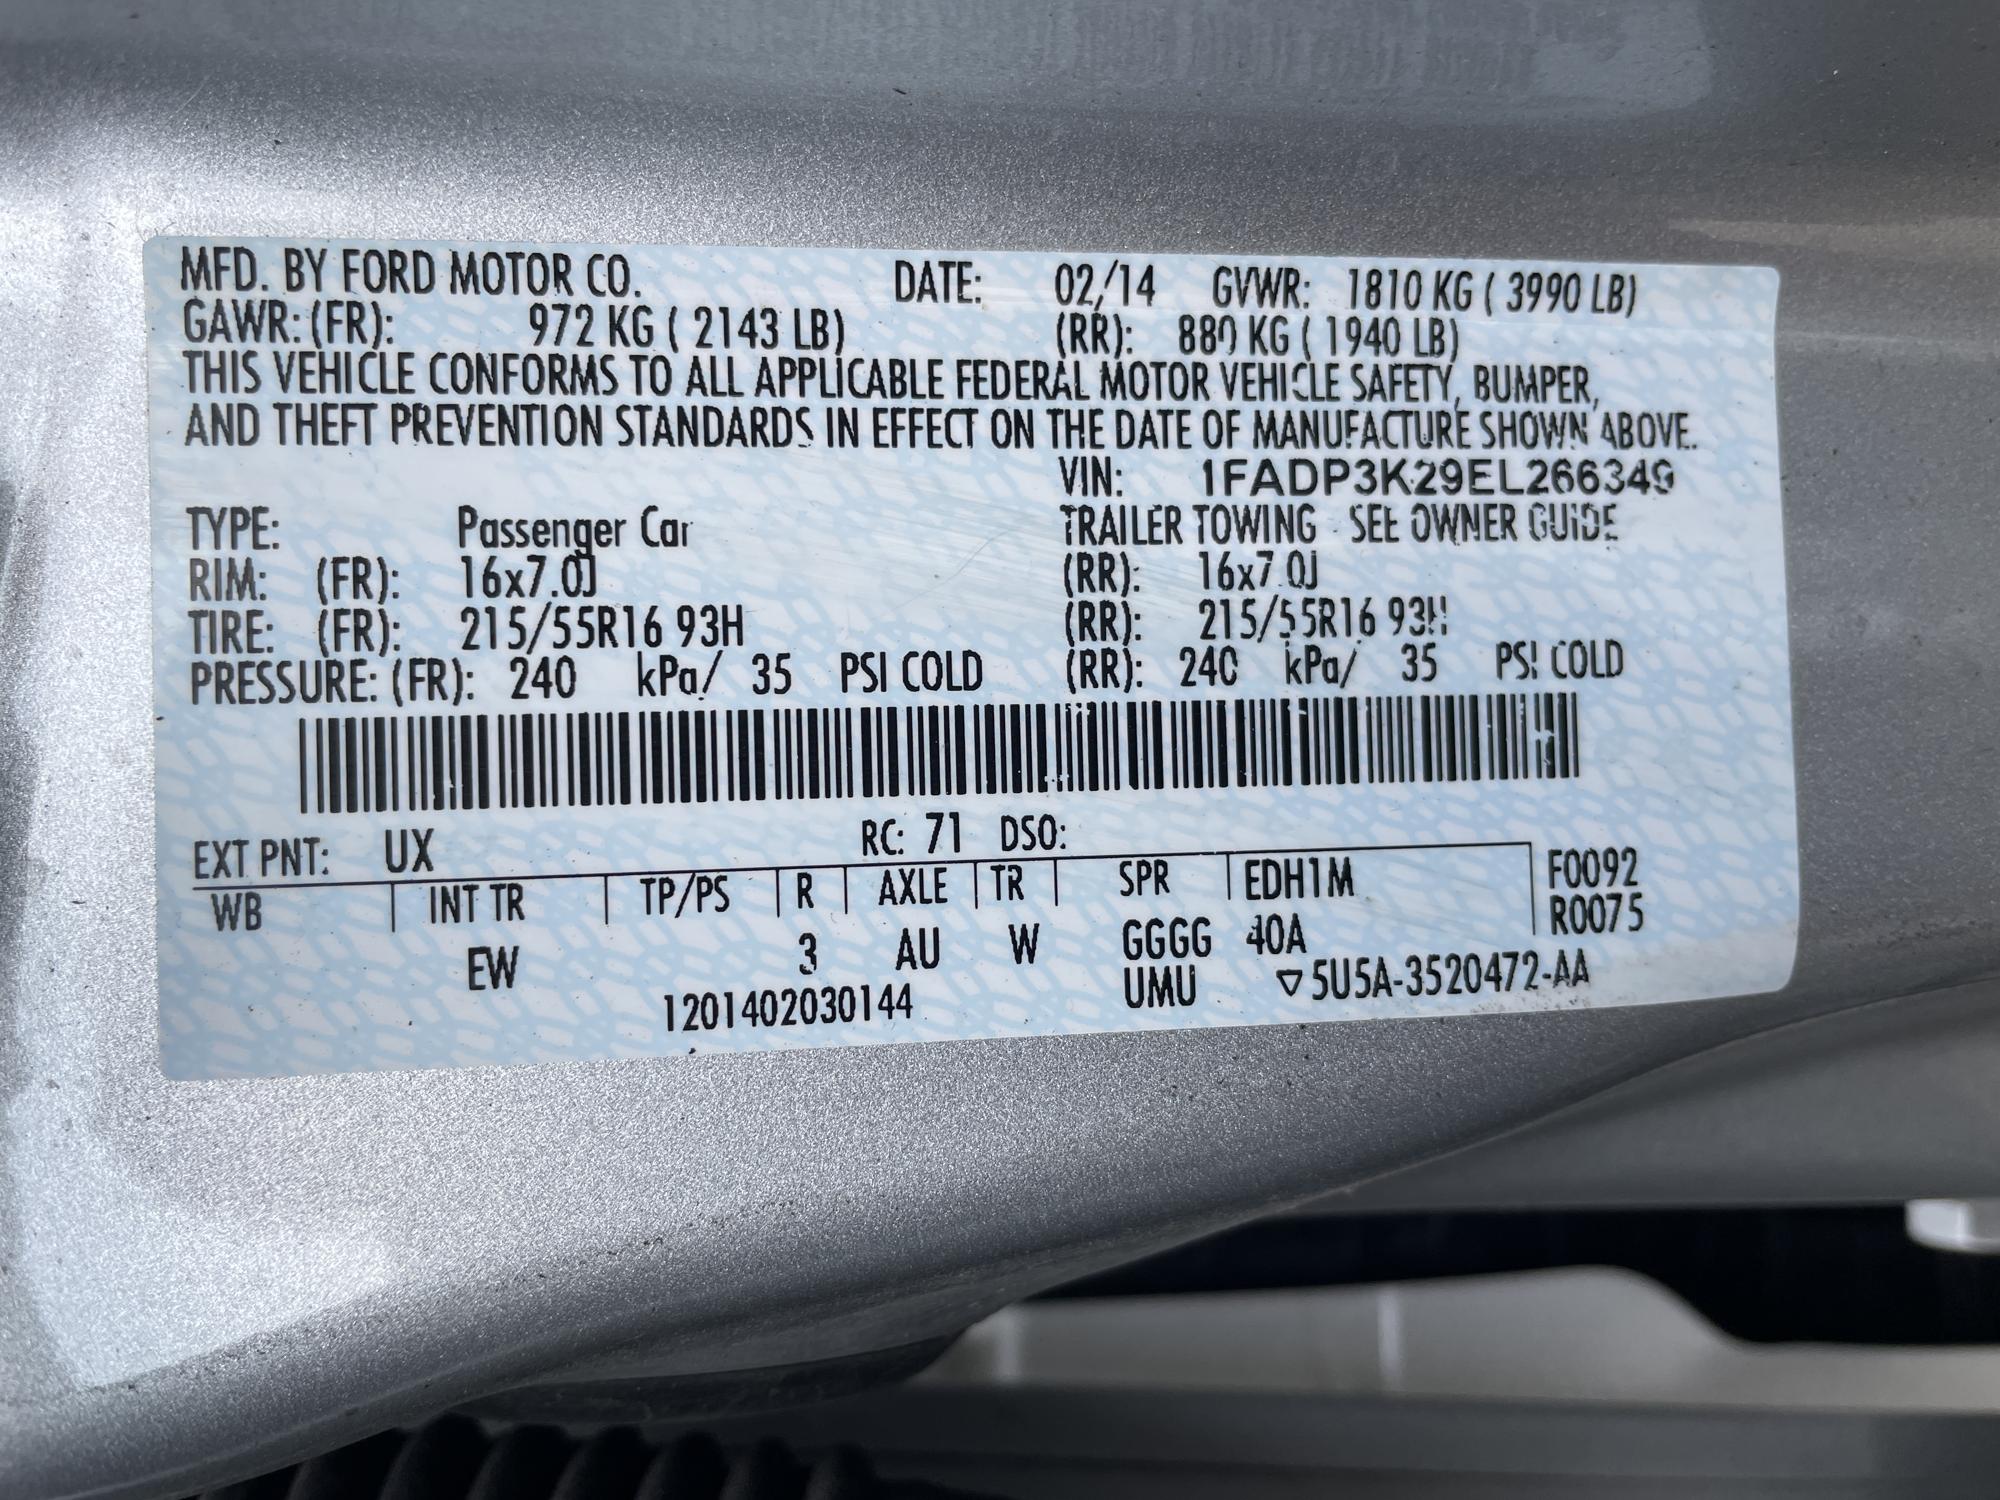 MFD. BY FORD MOTOR CO. DATE: 02/14 GVWR: 1810 KG ( 3990 LB)
GAWR: (FR): 972 KG ( 2143 LB) (RR): 880 KG ( 1940 LB)
THIS VEHICLE CONFORMS TO ALL APPLICABLE FEDERAL MOTOR VEHICLE SAFETY, BUMPER,
AND THEFT PREVENTION STANDARDS IN EFFECT ON THE DATE OF MANUFACTURE SHOWN ABOVE.
VIN: 1FADP3K29EL266349
TYPE: Passenger Car TRAILER TOWING - SEE OWNER GUIDE
RIM: (FR): 16x7.0J (RR): 16x7.0J
TIRE: (FR): 215/55R16 93H (RR): 215/55R16 93H
PRESSURE: (FR): 240 kPa/ 35 PSI COLD (RR): 240 kPa/ 35 PSI COLD
EXT PNT: UX RC: 71 DSO:
WB INT TR TP/PS R AXLE TR SPR EDH1M F0092
R0075
EW 3 AU W GGGG 40A
1201402030144 UMU ▽5U5A-3520472-AA